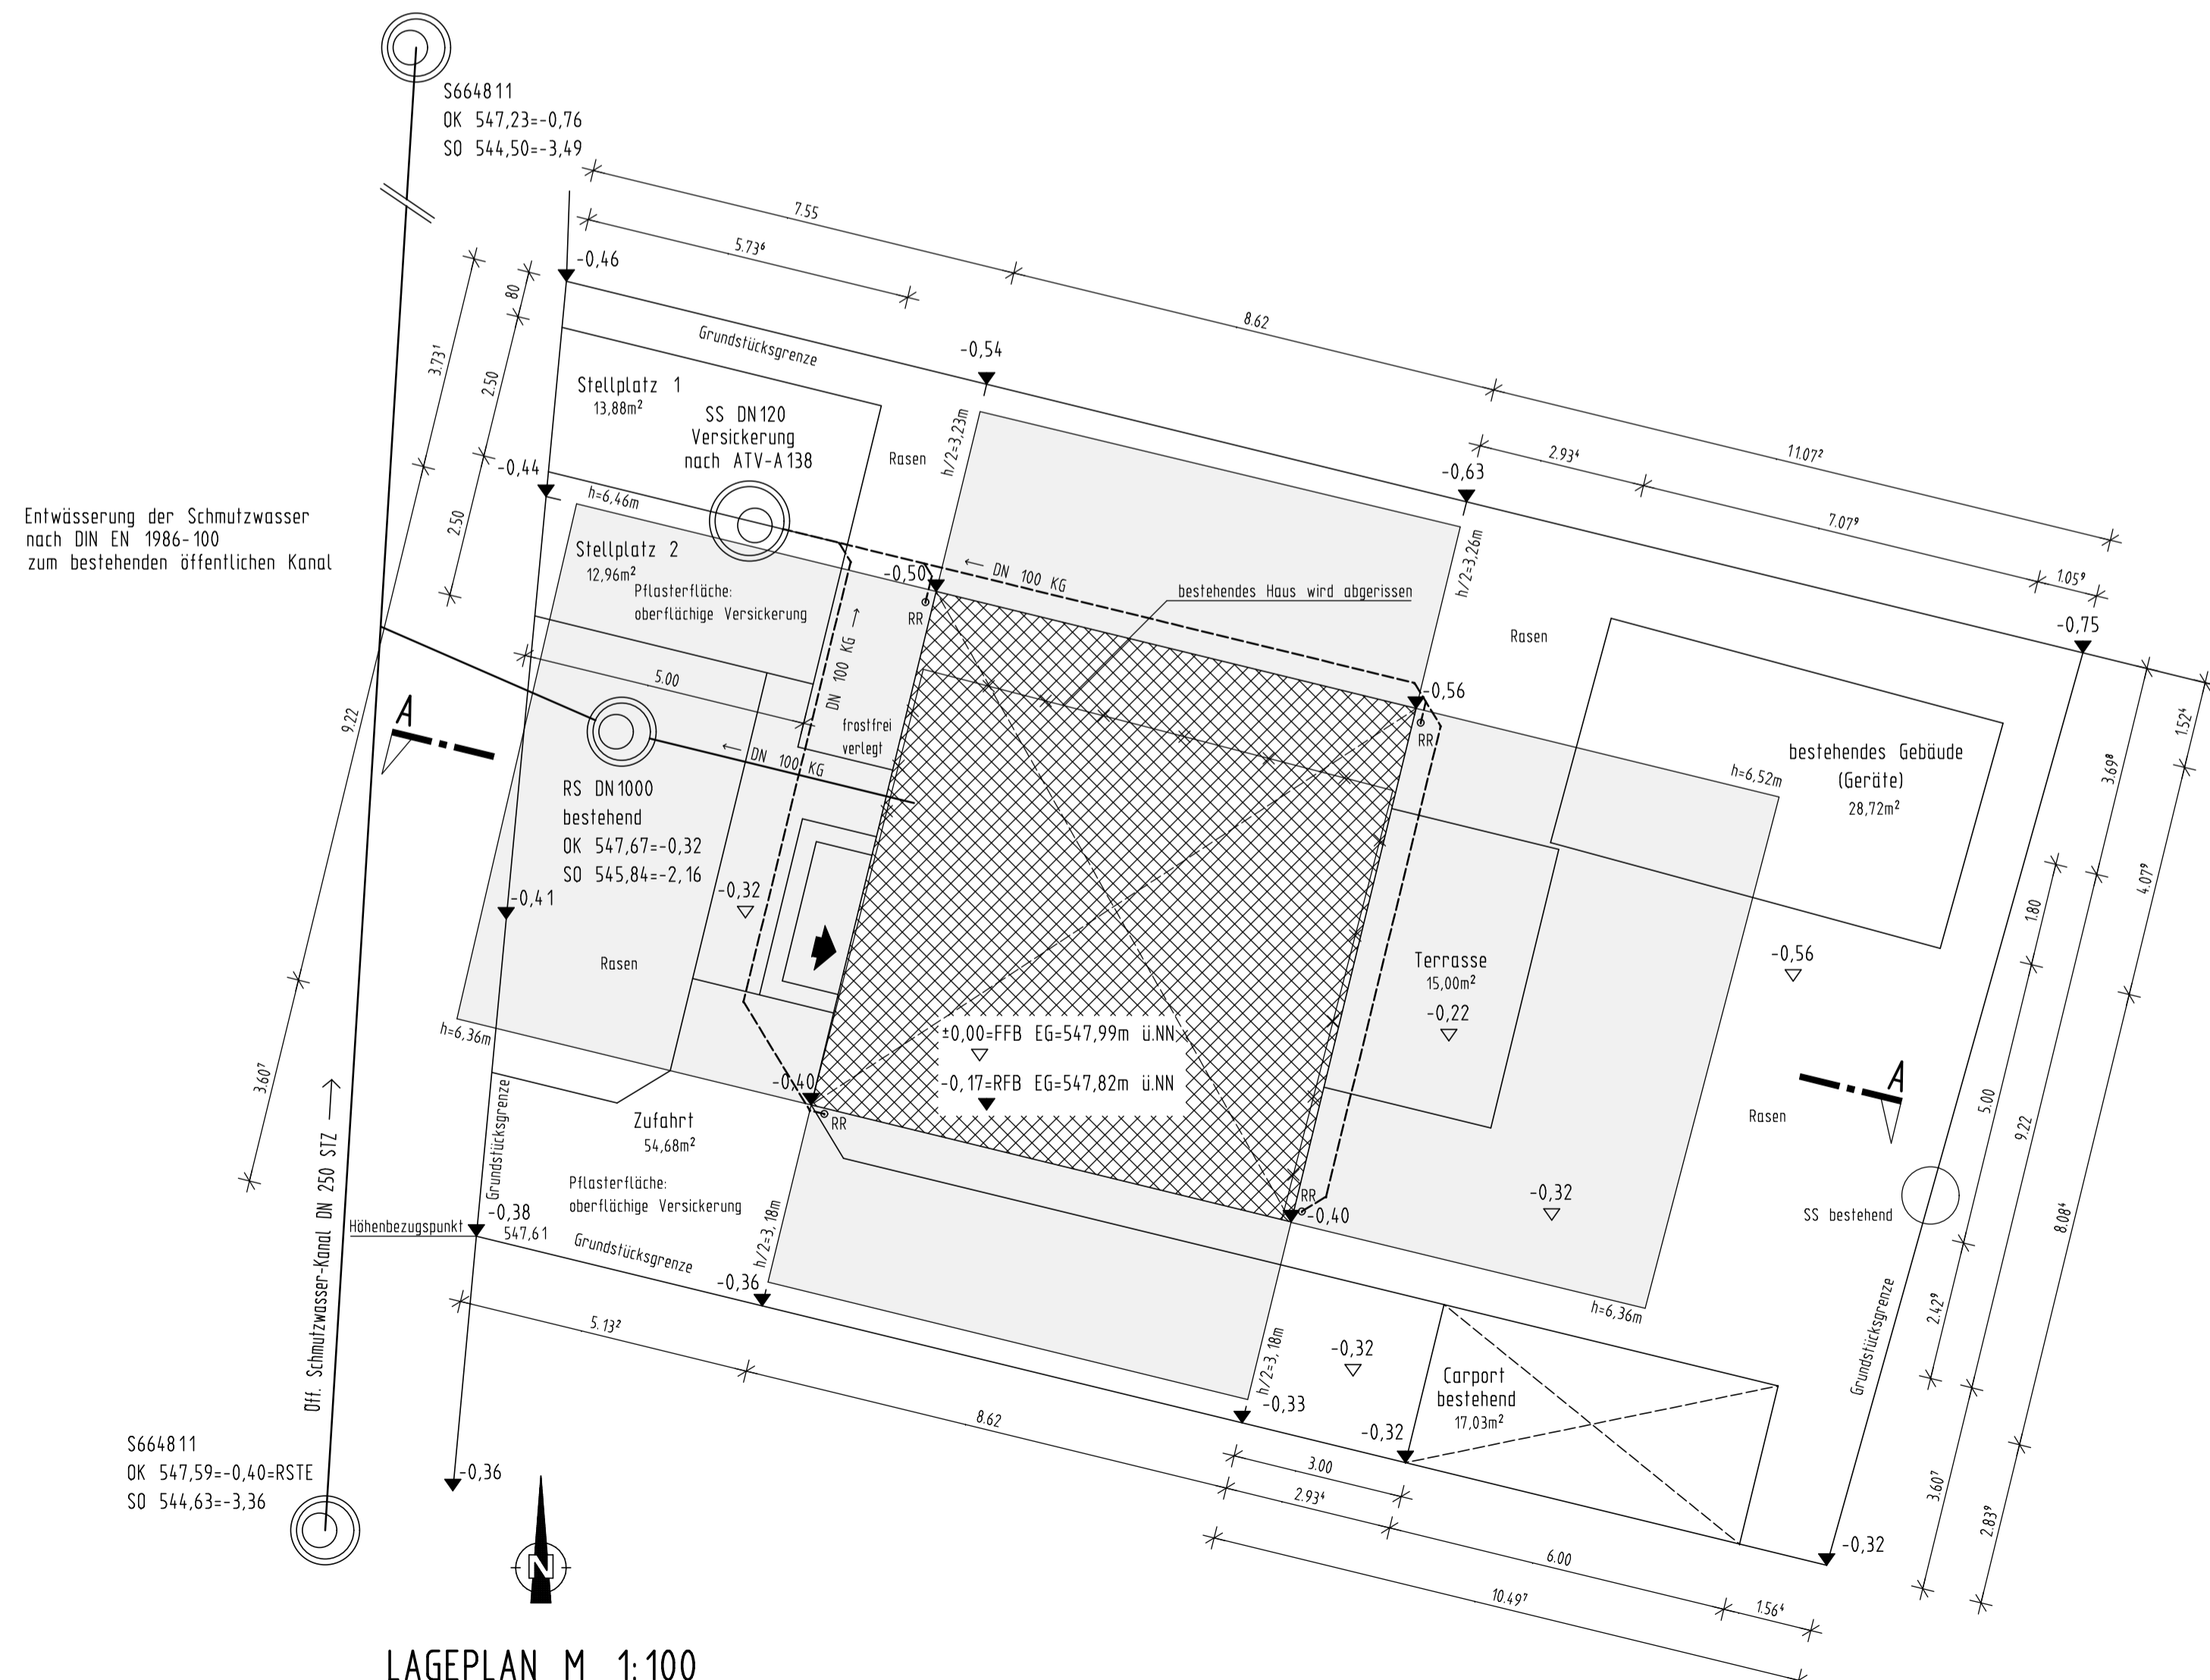 S664811
OK 547,23=-0,76
SO 544,50=-3,49
7.55
5.73⁶
8.62
11.07²
2.93⁴
7.07⁹
1.05⁹
-0,46
80
3.73¹
2.50
2.50
9.22
3.60⁷
Grundstücksgrenze
-0,54
-0,63
-0,75
Stellplatz 1
13,88m²
SS DN120
Versickerung
nach ATV-A138
Rasen
h/2=3,23m
h/2=3,26m
-0,44
h=6,46m
Entwässerung der Schmutzwasser
nach DIN EN 1986-100
zum bestehenden öffentlichen Kanal
Stellplatz 2
12,96m²
Pflasterfläche:
oberflächige Versickerung
-0,50
RR
← DN 100 KG
bestehendes Haus wird abgerissen
Rasen
5.00
DN 100 KG →
frostfrei
verlegt
← DN 100 KG
-0,56
RR
h=6,52m
bestehendes Gebäude
(Geräte)
28,72m²
A
RS DN1000
bestehend
OK 547,67=-0,32
SO 545,84=-2,16
-0,32
-0,41
Rasen
h=6,36m
Terrasse
15,00m²
-0,22
-0,56
±0,00=FFB EG=547,99m ü.NN
-0,17=RFB EG=547,82m ü.NN
A
Rasen
-0,40
RR
Zufahrt
54,68m²
Pflasterfläche:
oberflächige Versickerung
Grundstücksgrenze
-0,38
547,61
Höhenbezugspunkt
Grundstücksgrenze
h/2=3,18m
-0,36
RR
-0,40
-0,32
SS bestehend
h=6,36m
h/2=3,18m
-0,33
-0,32
-0,32
Carport
bestehend
17,03m²
Grundstücksgrenze
-0,32
1.52⁴
3.69⁸
4.07⁹
1.80
5.00
9.22
8.08⁴
2.42⁹
3.60⁷
2.83⁹
Öff. Schmutzwasser-Kanal DN 250 STZ →
S664811
OK 547,59=-0,40=RSTE
SO 544,63=-3,36
-0,36
5.13²
8.62
3.00
2.93⁴
6.00
1.56⁴
10.49⁷
N
LAGEPLAN M 1:100